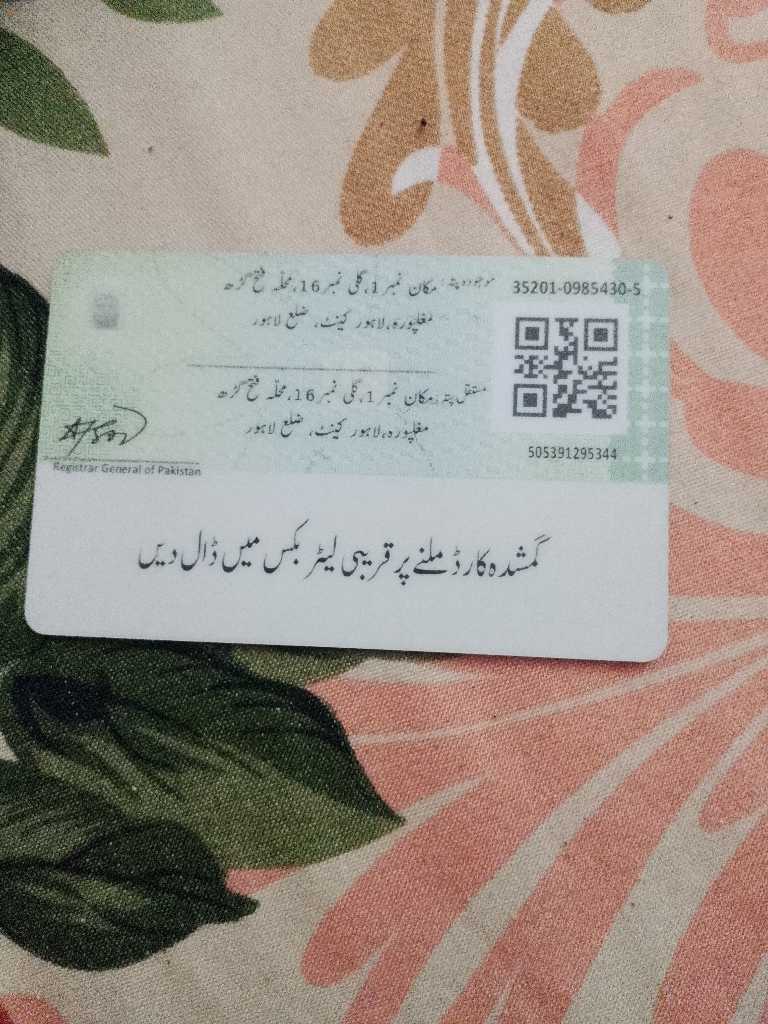 موجودہ پتہ: مکان نمبر 1، گلی نمبر 16، محلہ فتح گڑھ
مغلپورہ، لاہور کینٹ، ضلع لاہور
35201-0985430-5
مستقل پتہ: مکان نمبر 1، گلی نمبر 16، محلہ فتح گڑھ
مغلپورہ، لاہور کینٹ، ضلع لاہور
505391295344
Registrar General of Pakistan
گمشدہ کارڈ ملنے پر قریبی لیٹر بکس میں ڈال دیں